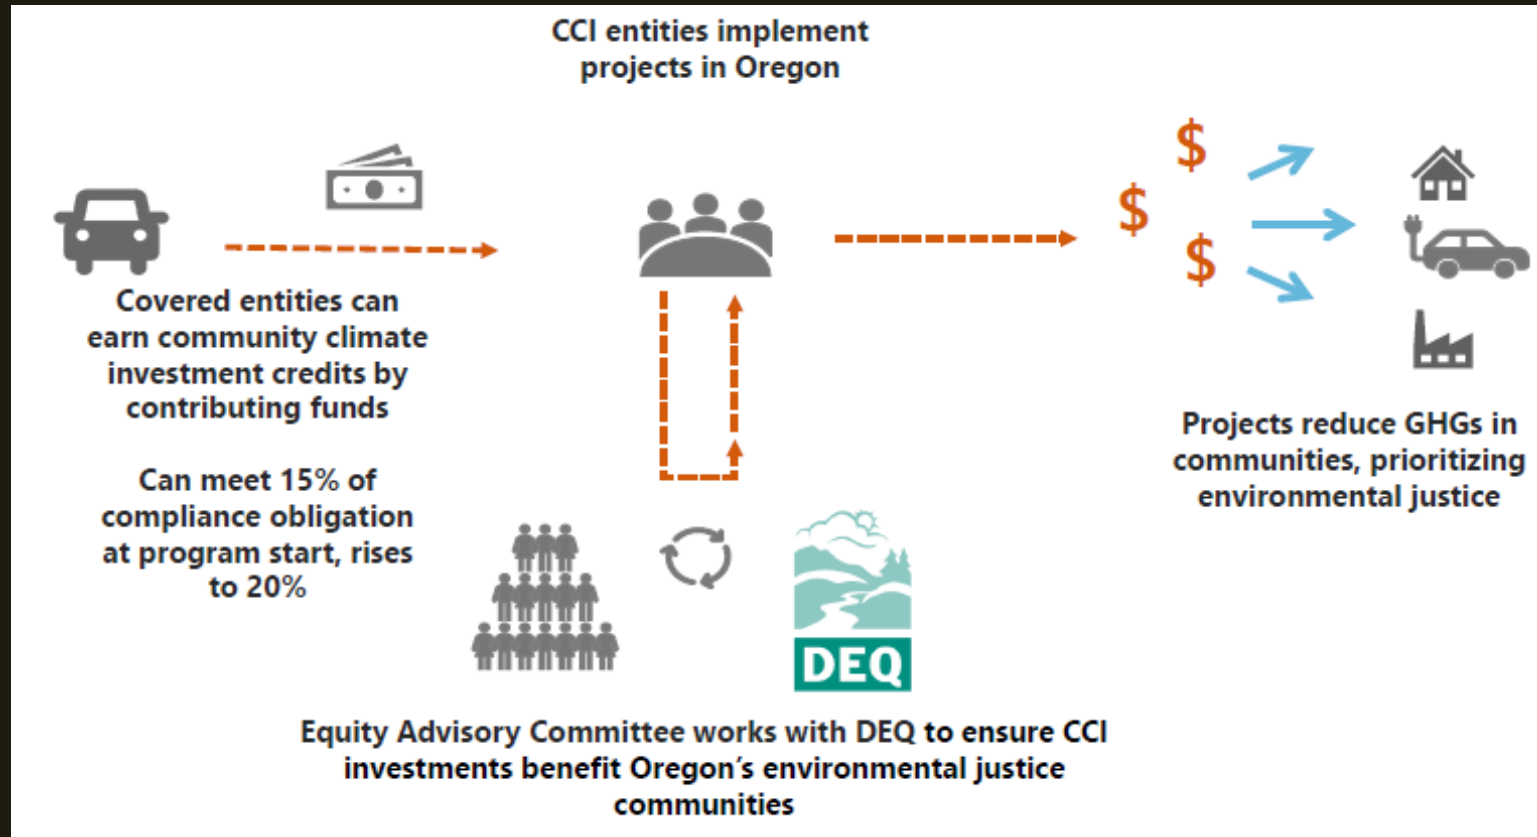 CCI entities implement
projects in Oregon
Covered entities can
earn community climate
investment credits by
contributing funds
Can meet 15% of
compliance obligation
at program start, rises
to 20%
$
$
$
Projects reduce GHGs in
communities, prioritizing
environmental justice
DEQ
Equity Advisory Committee works with DEQ to ensure CCI
investments benefit Oregon’s environmental justice
communities